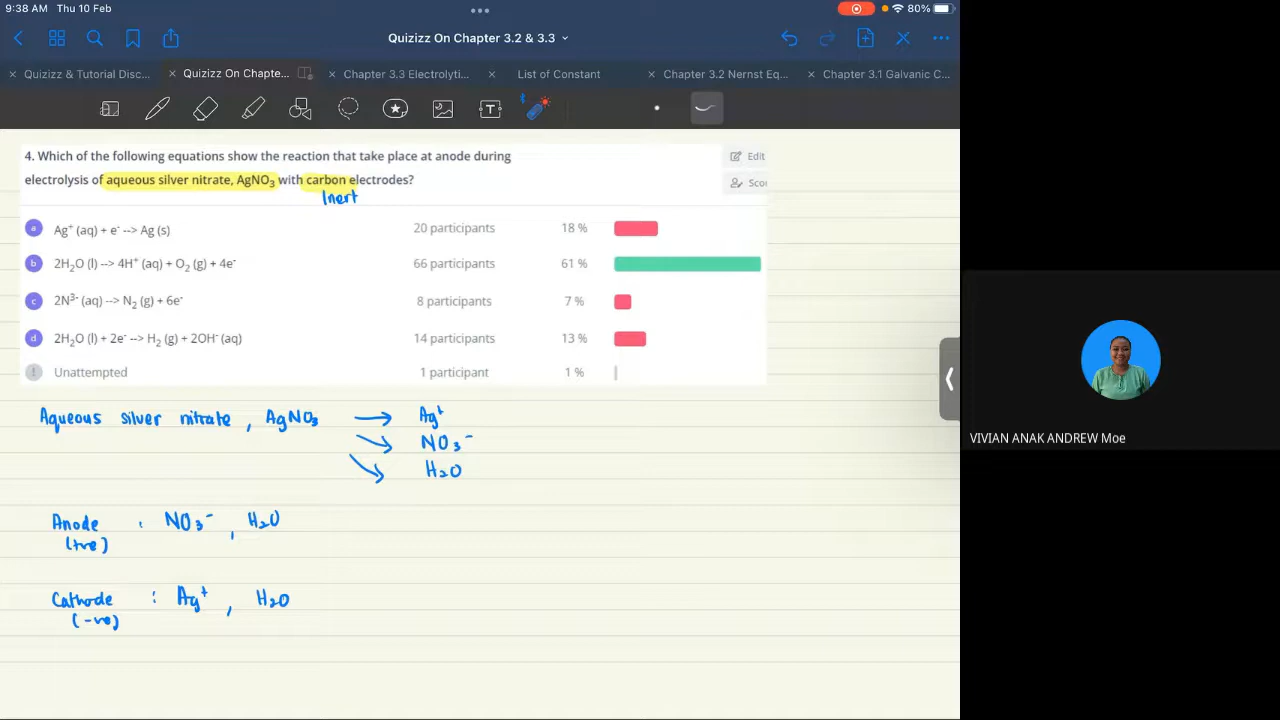 9:38 AM Thu 10 Feb
80%
Quizizz On Chapter 3.2 & 3.3
Quizizz & Tutorial Disc...
Quizizz On Chapte...
Chapter 3.3 Electrolyti...
List of Constant
Chapter 3.2 Nernst Eq...
Chapter 3.1 Galvanic C...
4. Which of the following equations show the reaction that take place at anode during
electrolysis of aqueous silver nitrate, AgNO₃ with carbon electrodes?
Inert
Edit
Scor
a Ag⁺ (aq) + e⁻ --> Ag (s) 20 participants 18 %
b 2H₂O (l) --> 4H⁺ (aq) + O₂ (g) + 4e⁻ 66 participants 61 %
c 2N³⁻ (aq) --> N₂ (g) + 6e⁻ 8 participants 7 %
d 2H₂O (l) + 2e⁻ --> H₂ (g) + 2OH⁻ (aq) 14 participants 13 %
! Unattempted 1 participant 1 %
Aqueous silver nitrate, AgNO₃ → Ag⁺
NO₃⁻
H₂O
Anode : NO₃⁻, H₂O
(+ve)
Cathode : Ag⁺, H₂O
(-ve)
VIVIAN ANAK ANDREW Moe